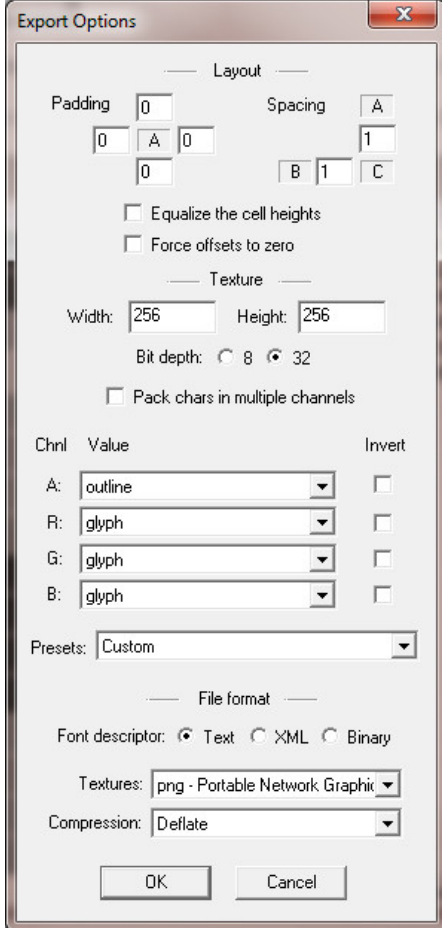 Export Options
Layout
Padding 0 Spacing A
0 A 0 1
0 B 1 C
Equalize the cell heights
Force offsets to zero
Texture
Width: 256 Height: 256
Bit depth: 8 32
Pack chars in multiple channels
Chnl Value Invert
A: outline
R: glyph
G: glyph
B: glyph
Presets: Custom
File format
Font descriptor: Text XML Binary
Textures: png - Portable Network Graphic
Compression: Deflate
OK Cancel